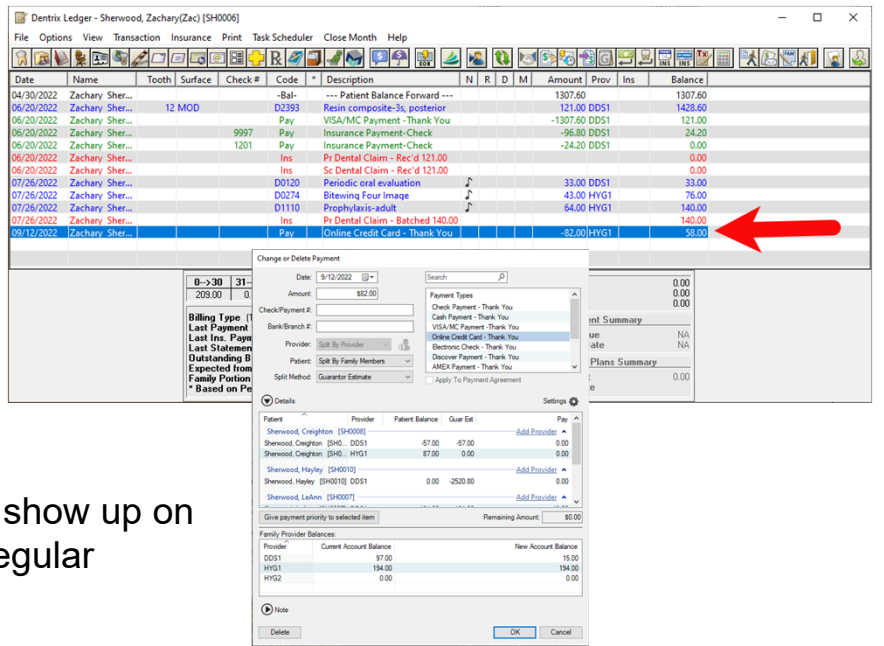 Dentrix Ledger - Sherwood, Zachary(Zac) [SH0006]
File Options View Transaction Insurance Print Task Scheduler Close Month Help
Date Name Tooth Surface Check # Code * Description N R D M Amount Prov Ins Balance
04/30/2022 Zachary Sher... -Bal- --- Patient Balance Forward --- 1307.60 1307.60
06/20/2022 Zachary Sher... 12 MOD D2393 Resin composite-3s, posterior 121.00 DDS1 1428.60
06/20/2022 Zachary Sher... Pay VISA/MC Payment -Thank You -1307.60 DDS1 121.00
06/20/2022 Zachary Sher... 9997 Pay Insurance Payment-Check -96.80 DDS1 24.20
06/20/2022 Zachary Sher... 1201 Pay Insurance Payment-Check -24.20 DDS1 0.00
06/20/2022 Zachary Sher... Ins Pr Dental Claim - Rec'd 121.00 0.00
06/20/2022 Zachary Sher... Ins Sc Dental Claim - Rec'd 121.00 0.00
07/26/2022 Zachary Sher... D0120 Periodic oral evaluation 33.00 DDS1 33.00
07/26/2022 Zachary Sher... D0274 Bitewing Four Image 43.00 HYG1 76.00
07/26/2022 Zachary Sher... D1110 Prophylaxis-adult 64.00 HYG1 140.00
07/26/2022 Zachary Sher... Ins Pr Dental Claim - Batched 140.00 140.00
09/12/2022 Zachary Sher... Pay Online Credit Card - Thank You -82.00 HYG1 58.00
0-->30 31--
209.00 0.
Billing Type
Last Payment
Last Ins. Paym
Last Statemen
Outstanding B
Expected from
Family Portion
* Based on Pe
0.00
0.00
0.00
ent Summary
ue NA
ate NA
Plans Summary
0.00
Change or Delete Payment
Date: 9/12/2022
Search
Amount: $82.00
Check/Payment #:
Bank/Branch #:
Provider: Split By Provider
Patient: Split By Family Members
Split Method: Guarantor Estimate
Payment Types
Check Payment - Thank You
Cash Payment - Thank You
VISA/MC Payment - Thank You
Online Credit Card - Thank You
Electronic Check - Thank You
Discover Payment - Thank You
AMEX Payment - Thank You
Apply To Payment Agreement
Details Settings
Patient Provider Patient Balance Guar Est Pay
Sherwood, Creighton [SH0008] Add Provider
Sherwood, Creighton [SH0... DDS1 -57.00 -57.00 0.00
Sherwood, Creighton [SH0... HYG1 87.00 0.00 0.00
Sherwood, Hayley [SH0010] Add Provider
Sherwood, Hayley [SH0010] DDS1 0.00 -2520.80 0.00
Sherwood, LeAnn [SH0007] Add Provider
Give payment priority to selected item Remaining Amount: $0.00
Family Provider Balances:
Provider Current Account Balance New Account Balance
DDS1 97.00 15.00
HYG1 194.00 194.00
HYG2 0.00 0.00
Note
Delete OK Cancel
show up on
egular